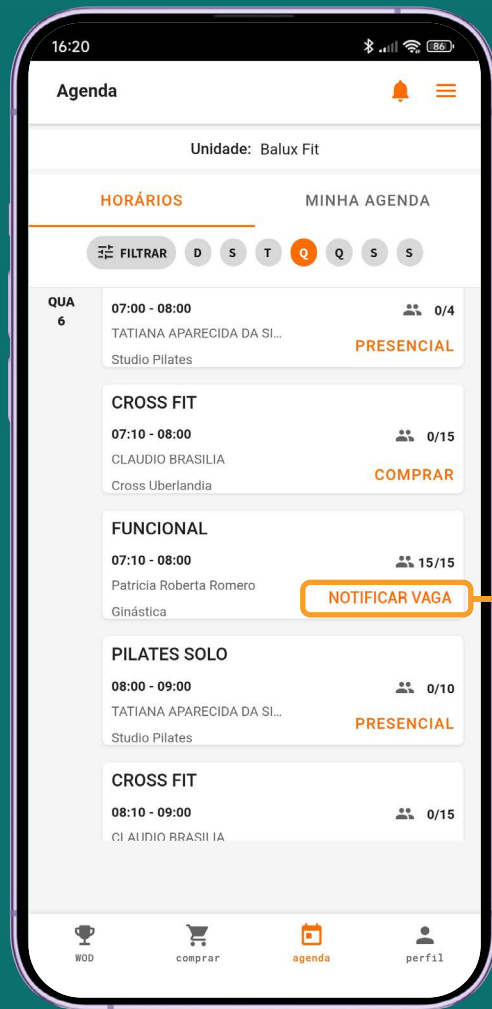 16:20
86
Agenda
Unidade: Balux Fit
HORÁRIOS
MINHA AGENDA
FILTRAR D S T Q Q S S
QUA
6
07:00 - 08:00
0/4
TATIANA APARECIDA DA SI...
PRESENCIAL
Studio Pilates
CROSS FIT
07:10 - 08:00
0/15
CLAUDIO BRASILIA
COMPRAR
Cross Uberlandia
FUNCIONAL
07:10 - 08:00
15/15
Patricia Roberta Romero
NOTIFICAR VAGA
Ginástica
PILATES SOLO
08:00 - 09:00
0/10
TATIANA APARECIDA DA SI...
PRESENCIAL
Studio Pilates
CROSS FIT
08:10 - 09:00
0/15
CLAUDIO BRASILIA
WOD
comprar
agenda
perfil